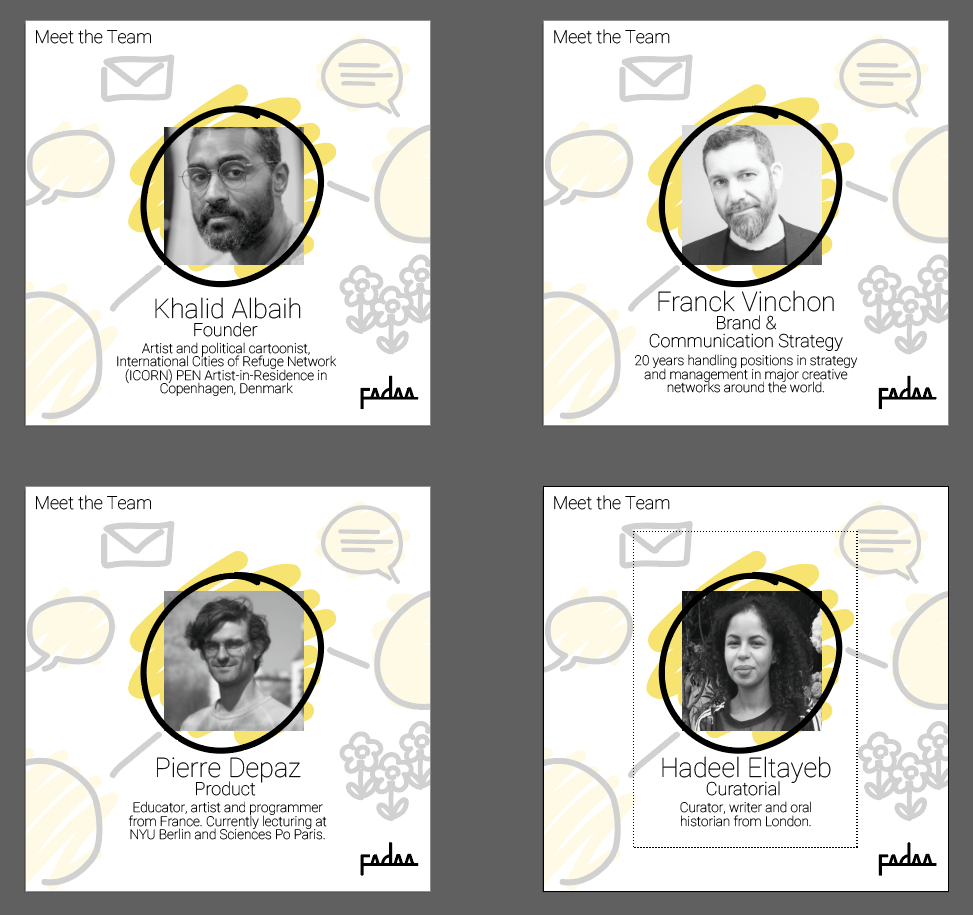 Meet the Team
Khalid Albaih
Founder
Artist and political cartoonist,
International Cities of Refuge Network
(ICORN) PEN Artist-in-Residence in
Copenhagen, Denmark
fadaa
Meet the Team
Franck Vinchon
Brand &
Communication Strategy
20 years handling positions in strategy
and management in major creative
networks around the world.
fadaa
Meet the Team
Pierre Depaz
Product
Educator, artist and programmer
from France. Currently lecturing at
NYU Berlin and Sciences Po Paris.
fadaa
Meet the Team
Hadeel Eltayeb
Curatorial
Curator, writer and oral
historian from London.
fadaa